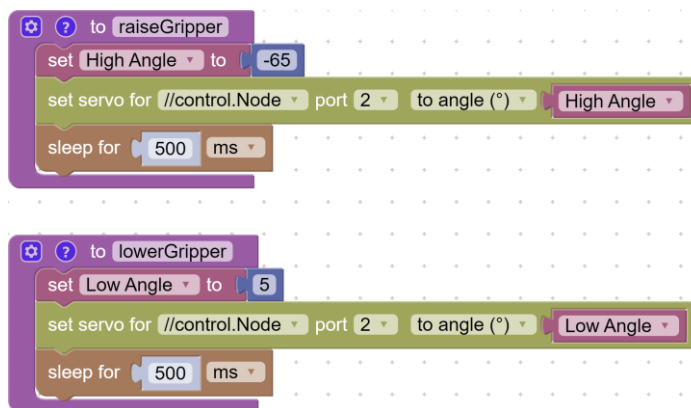 ? to raiseGripper
set High Angle to -65
set servo for //control.Node port 2 to angle (°) High Angle
sleep for 500 ms
? to lowerGripper
set Low Angle to 5
set servo for //control.Node port 2 to angle (°) Low Angle
sleep for 500 ms